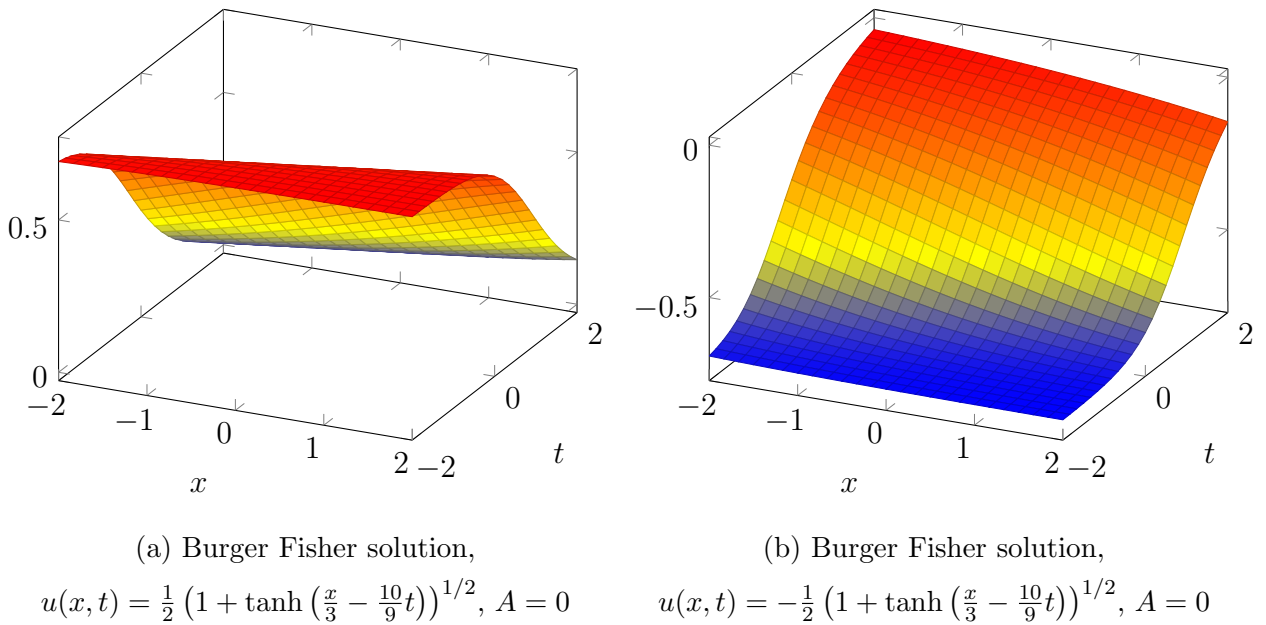 0.5
0
−2
−1
0
1
2
−2
0
2
x
t
0
−0.5
−2
−1
0
1
2
−2
0
2
x
t
(a) Burger Fisher solution,
u(x, t) = 1/2 (1 + tanh (x/3 − 10/9 t))^{1/2}, A = 0
(b) Burger Fisher solution,
u(x, t) = −1/2 (1 + tanh (x/3 − 10/9 t))^{1/2}, A = 0